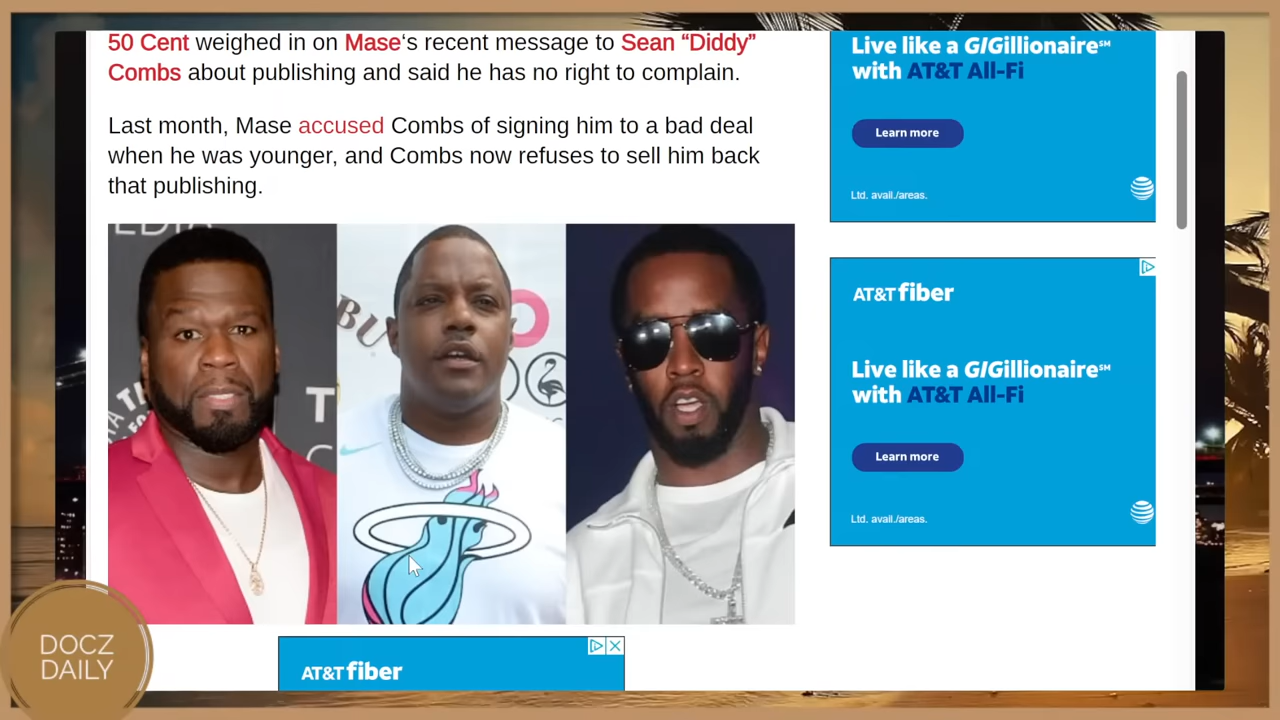 50 Cent weighed in on Mase‘s recent message to Sean “Diddy”
Combs about publishing and said he has no right to complain.
Last month, Mase accused Combs of signing him to a bad deal
when he was younger, and Combs now refuses to sell him back
that publishing.
BU
T
AT&T fiber
Live like a GIGillionaire℠
with AT&T All-Fi
Learn more
Ltd. avail./areas.
AT&T fiber
Live like a GIGillionaire℠
with AT&T All-Fi
Learn more
Ltd. avail./areas.
DOCZ
DAILY